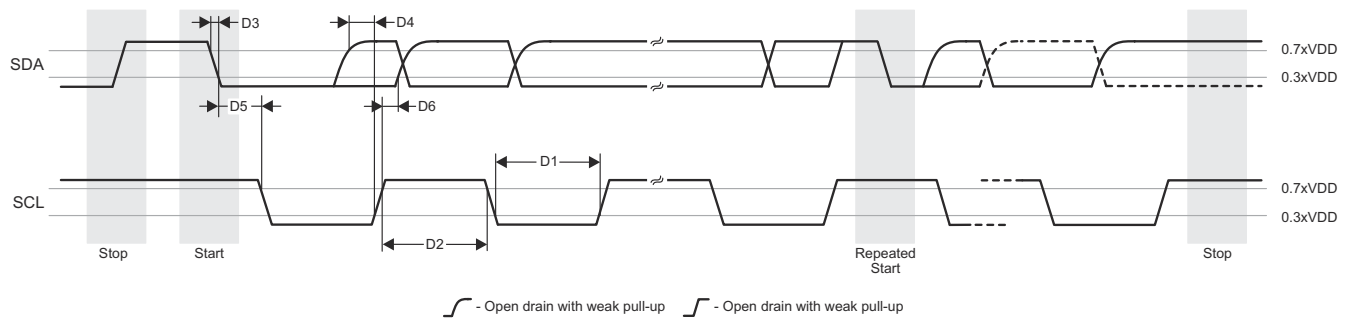 D3
D4
SDA
0.7xVDD
0.3xVDD
D5
D6
D1
SCL
0.7xVDD
0.3xVDD
D2
Stop
Start
Repeated
Start
Stop
- Open drain with weak pull-up
- Open drain with weak pull-up